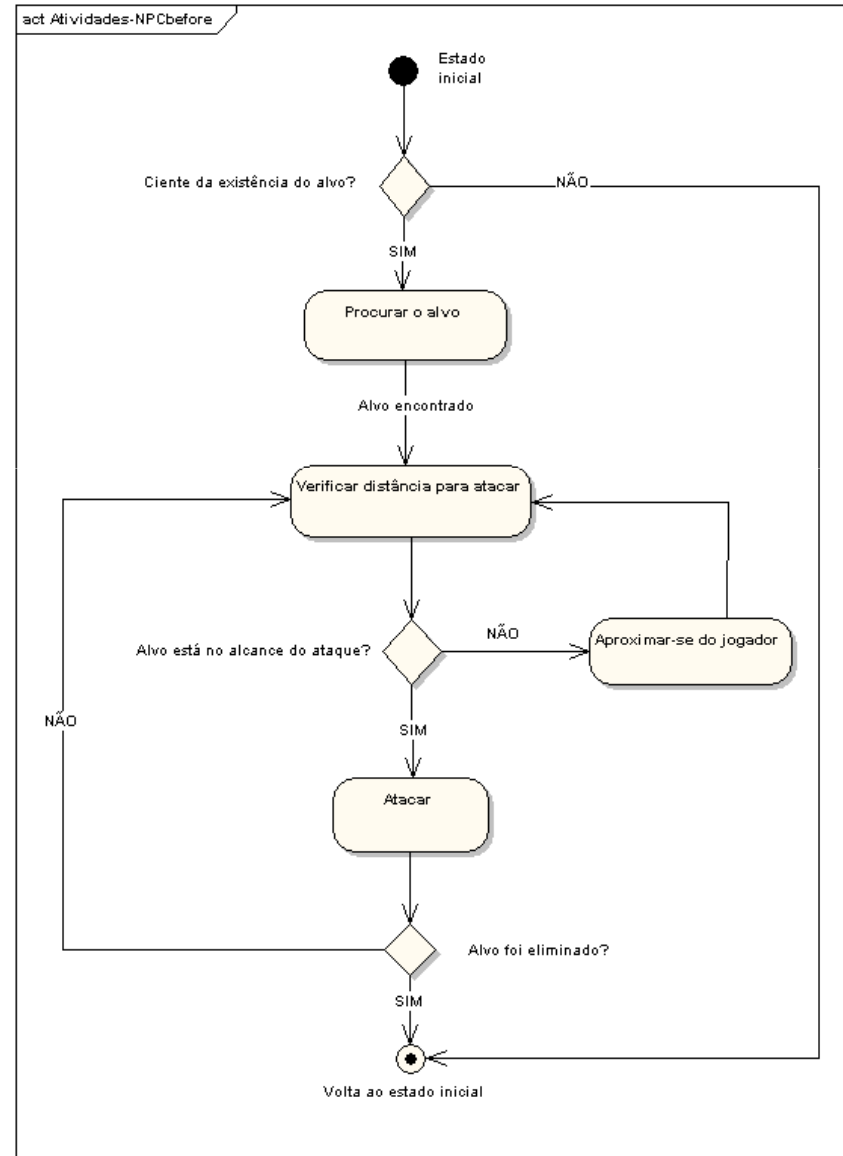 act Atividades-NPCbefore
Estado
inicial
Ciente da existência do alvo?
NÃO
SIM
Procurar o alvo
Alvo encontrado
Verificar distância para atacar
Alvo está no alcance do ataque?
NÃO
Aproximar-se do jogador
NÃO
SIM
Atacar
Alvo foi eliminado?
SIM
Volta ao estado inicial